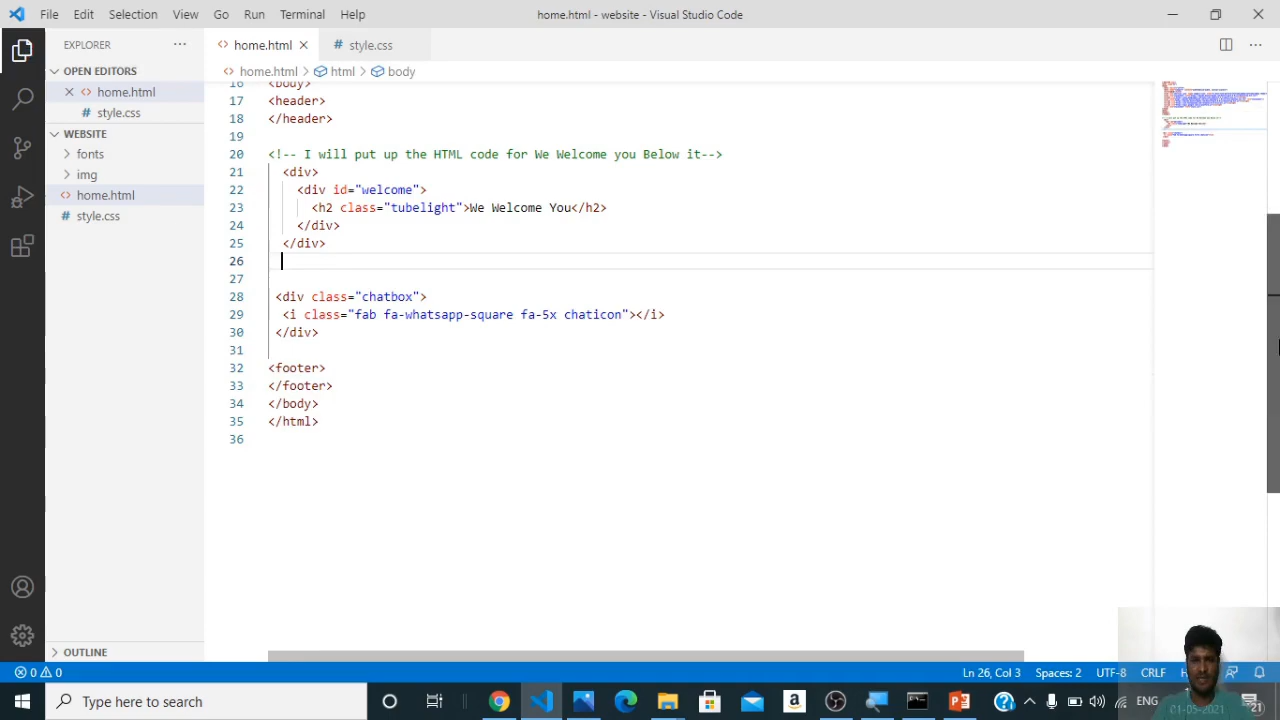 File Edit Selection View Go Run Terminal Help home.html - website - Visual Studio Code
EXPLORER ··· <> home.html × # style.css ···
OPEN EDITORS
home.html > html > body
× <> home.html
# style.css
WEBSITE
fonts
img
<> home.html
# style.css
16 <body>
17 <header>
18 </header>
19
20 <!-- I will put up the HTML code for We Welcome you Below it-->
21 <div>
22 <div id="welcome">
23 <h2 class="tubelight">We Welcome You</h2>
24 </div>
25 </div>
26
27
28 <div class="chatbox">
29 <i class="fab fa-whatsapp-square fa-5x chaticon"></i>
30 </div>
31
32 <footer>
33 </footer>
34 </body>
35 </html>
36
OUTLINE
0 0 Ln 26, Col 3 Spaces: 2 UTF-8 CRLF
Type here to search
ENG
01-05-2021
21